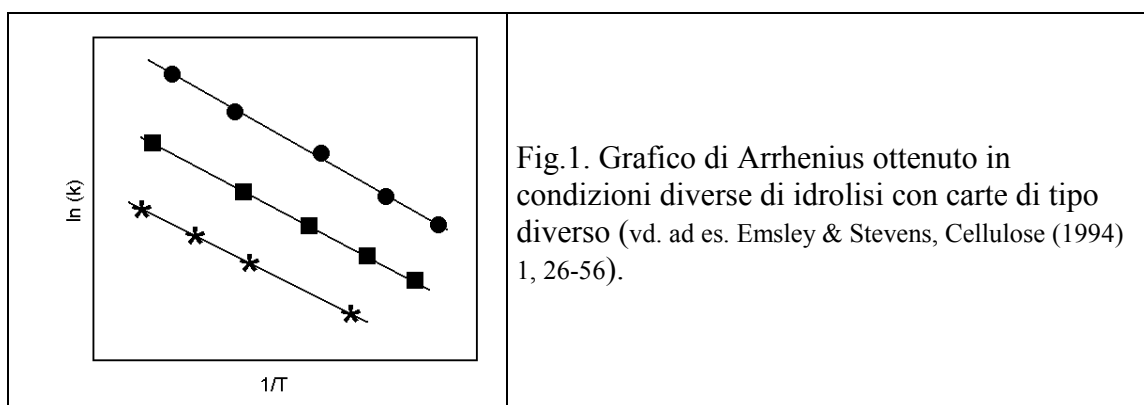 ln (k)
1/T
Fig.1. Grafico di Arrhenius ottenuto in
condizioni diverse di idrolisi con carte di tipo
diverso (vd. ad es. Emsley & Stevens, Cellulose (1994)
1, 26-56).